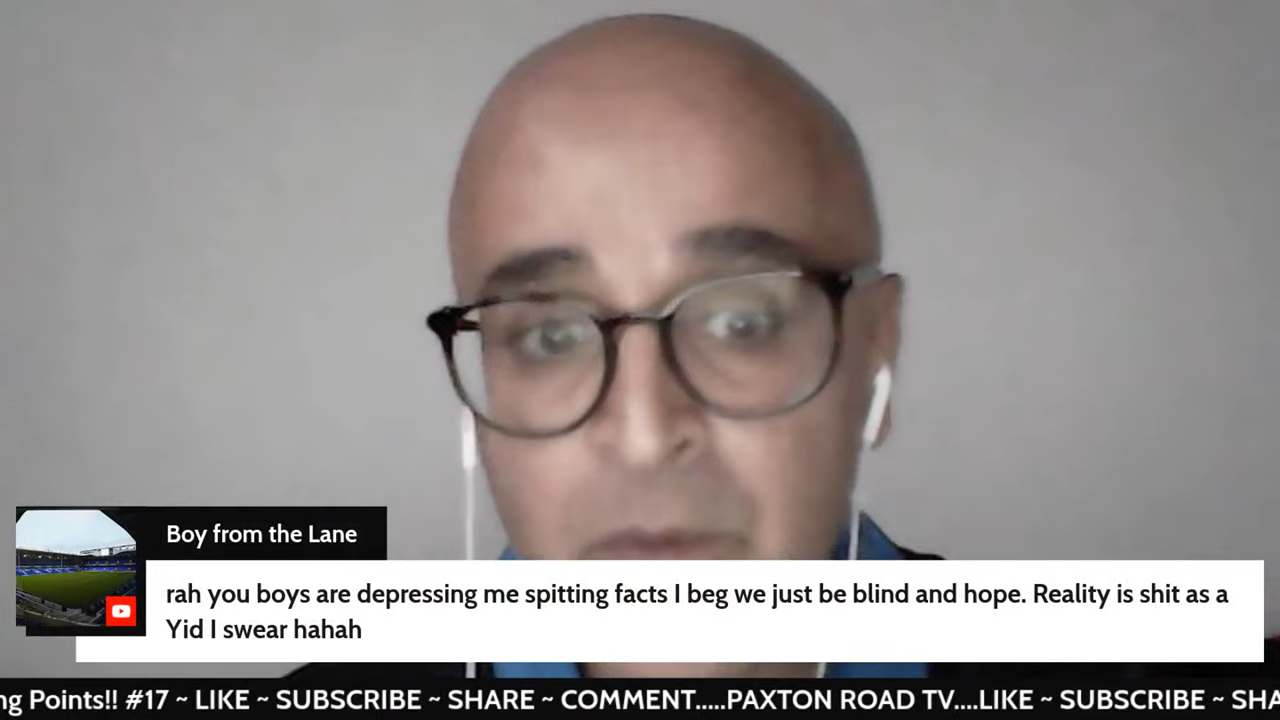 Boy from the Lane
rah you boys are depressing me spitting facts I beg we just be blind and hope. Reality is shit as a
Yid I swear hahah
ng Points!! #17 ~ LIKE ~ SUBSCRIBE ~ SHARE ~ COMMENT.....PAXTON ROAD TV....LIKE ~ SUBSCRIBE ~ SHA